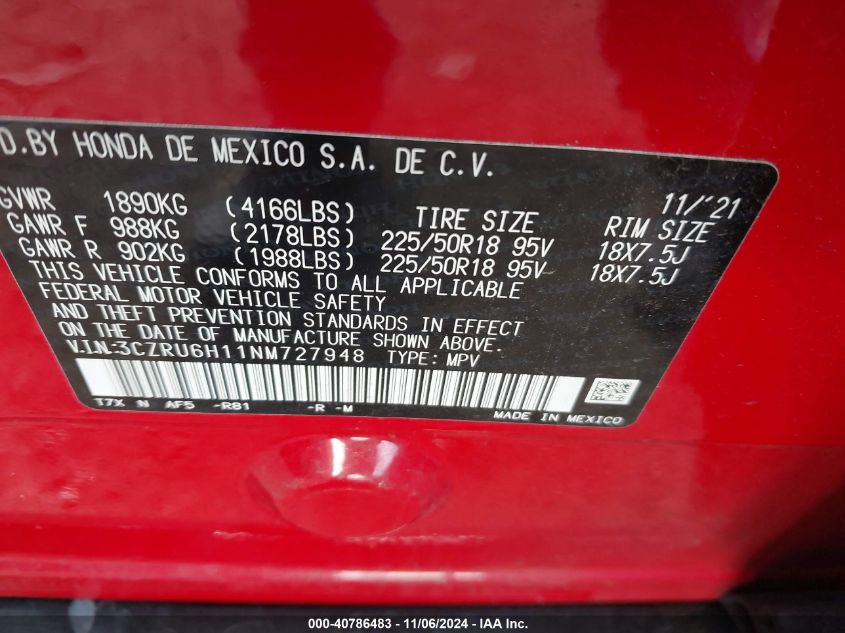 D.BY HONDA DE MEXICO S.A. DE C.V.
11/'21
GVWR 1890KG (4166LBS) TIRE SIZE RIM SIZE
GAWR F 988KG (2178LBS) 225/50R18 95V 18X7.5J
GAWR R 902KG (1988LBS) 225/50R18 95V 18X7.5J
THIS VEHICLE CONFORMS TO ALL APPLICABLE
FEDERAL MOTOR VEHICLE SAFETY
AND THEFT PREVENTION STANDARDS IN EFFECT
ON THE DATE OF MANUFACTURE SHOWN ABOVE.
V.I.N:3CZRU6H11NM727948 TYPE: MPV
T7X N AF5 -R81 -R -M
MADE IN MEXICO
000-40786483 - 11/06/2024 - IAA Inc.